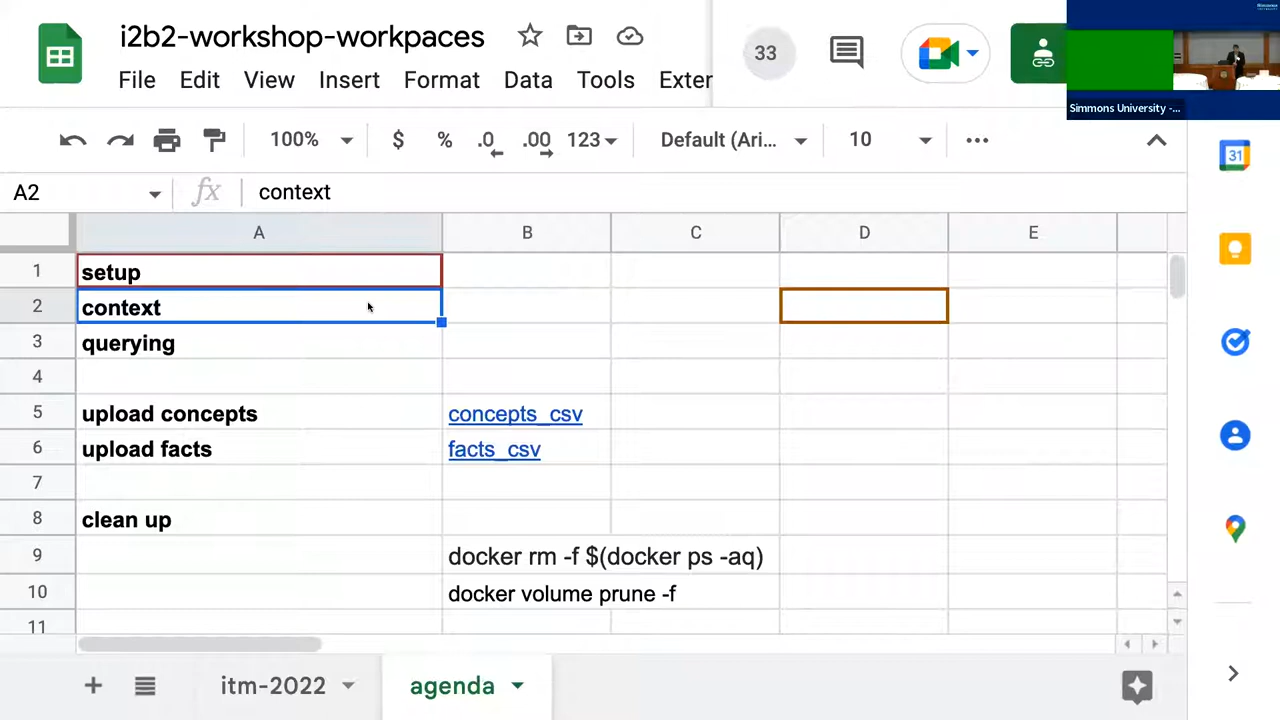 i2b2-workshop-workpaces
33
File Edit View Insert Format Data Tools Exter
Simmons University -...
100% $ % .0 .00 123 Default (Ari... 10 ...
A2 fx context
31
A B C D E
1 setup
2 context
3 querying
4
5 upload concepts concepts_csv
6 upload facts facts_csv
7
8 clean up
9 docker rm -f $(docker ps -aq)
10 docker volume prune -f
11
itm-2022 agenda